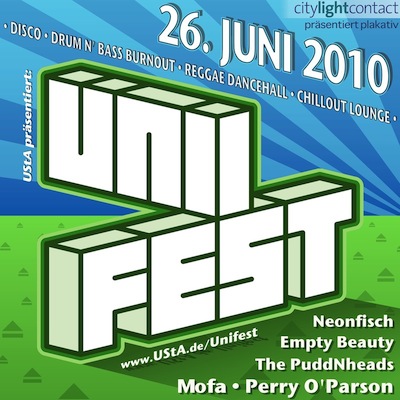 citylightcontact
präsentiert plakativ
26. JUNI 2010
• DISCO • DRUM N' BASS BURNOUT • REGGAE DANCEHALL • CHILLOUT LOUNGE •
UStA präsentiert:
UNI
FEST
www.UStA.de/Unifest
Neonfisch
Empty Beauty
The PuddNheads
Mofa • Perry O'Parson